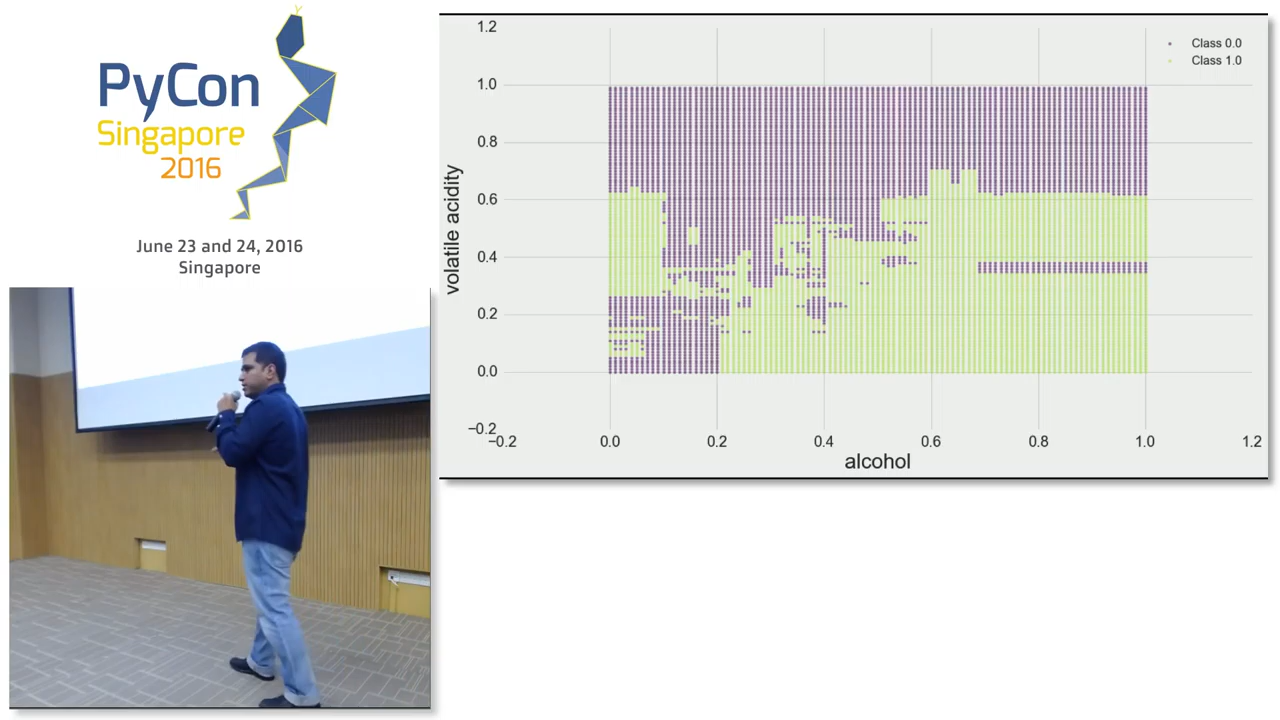 PyCon
Singapore
2016
June 23 and 24, 2016
Singapore
1.2
1.0
0.8
0.6
0.4
0.2
0.0
−0.2
volatile acidity
−0.2
0.0
0.2
0.4
0.6
0.8
1.0
1.2
alcohol
Class 0.0
Class 1.0